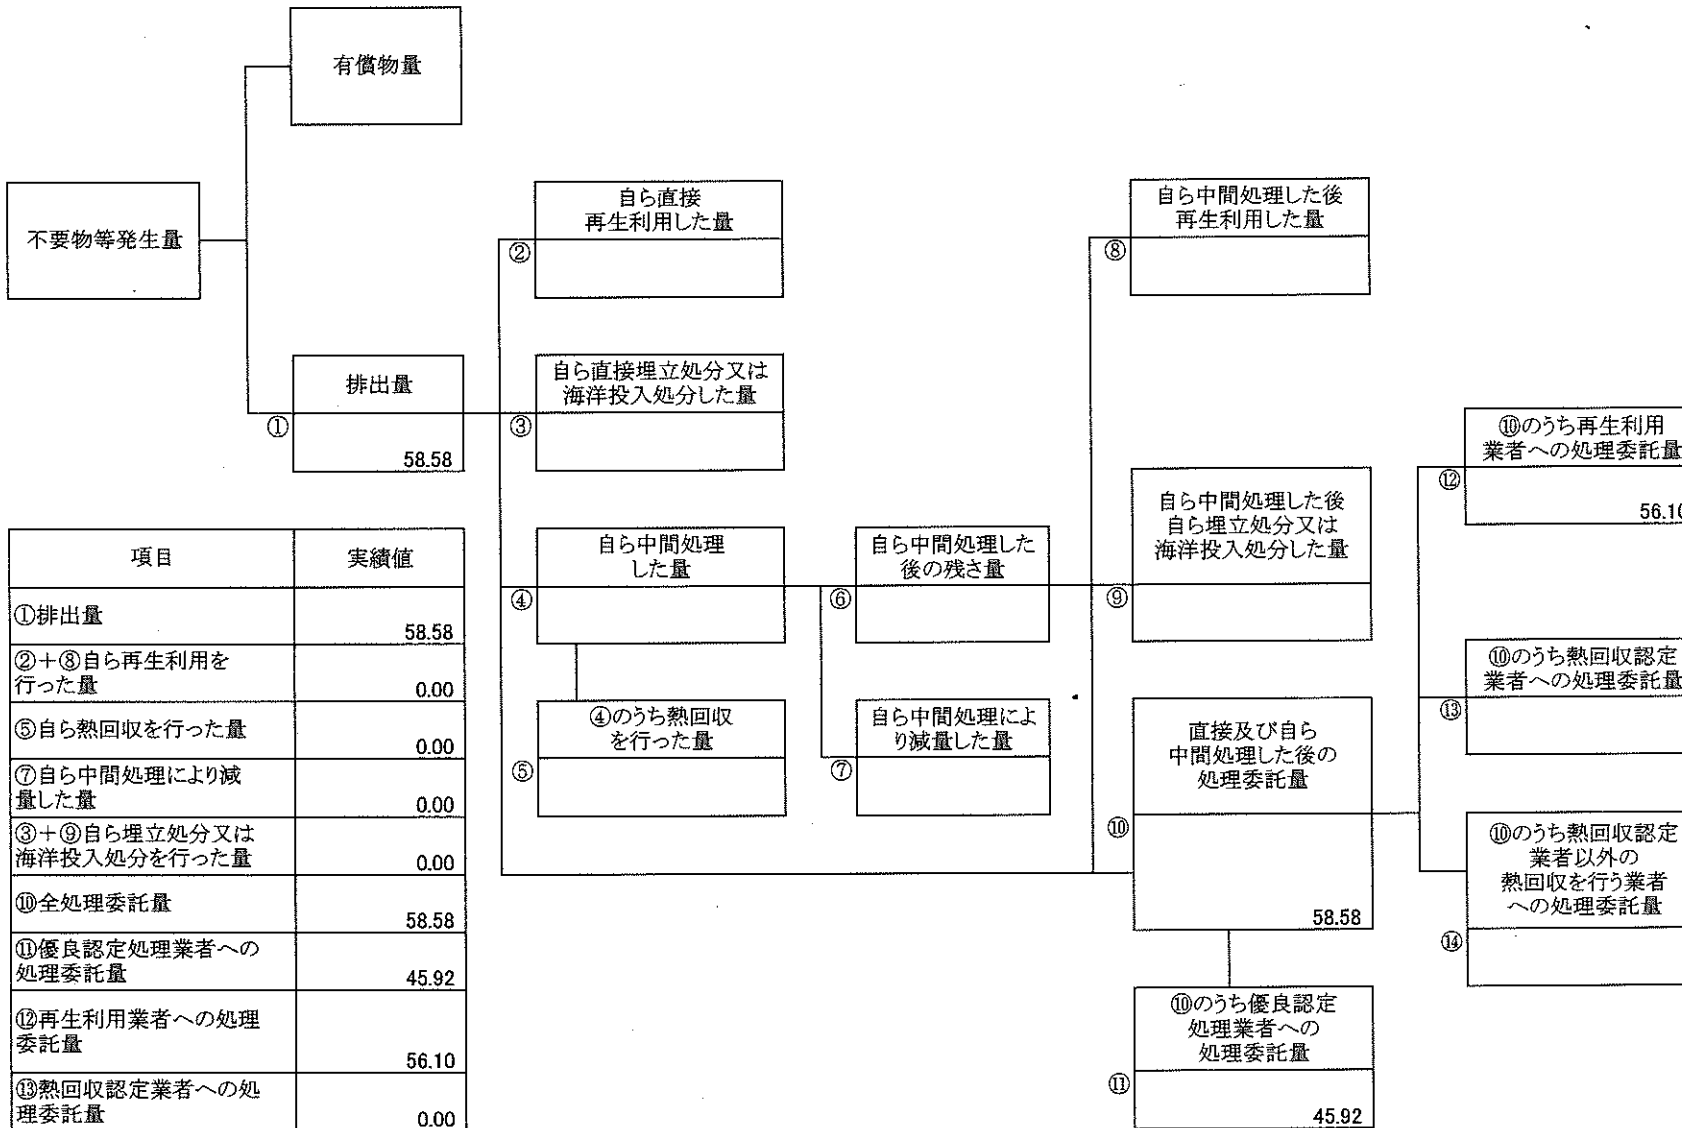 有償物量
不要物等発生量
自ら直接
再生利用した量
②
自ら中間処理した後
再生利用した量
⑧
排出量
①
58.58
自ら直接埋立処分又は
海洋投入処分した量
③
⑩のうち再生利用
業者への処理委託量
⑫
56.10
自ら中間処理
した量
④
自ら中間処理した
後の残さ量
⑥
自ら中間処理した後
自ら埋立処分又は
海洋投入処分した量
⑨
④のうち熱回収
を行った量
⑤
自ら中間処理によ
り減量した量
⑦
直接及び自ら
中間処理した後の
処理委託量
⑩
58.58
⑩のうち熱回収認定
業者への処理委託量
⑬
⑩のうち熱回収認定
業者以外の
熱回収を行う業者
への処理委託量
⑭
⑩のうち優良認定
処理業者への
処理委託量
⑪
45.92
項目 実績値
①排出量
58.58
②+⑧自ら再生利用を
行った量 0.00
⑤自ら熱回収を行った量
0.00
⑦自ら中間処理により減
量した量 0.00
③+⑨自ら埋立処分又は
海洋投入処分を行った量 0.00
⑩全処理委託量
58.58
⑪優良認定処理業者への
処理委託量 45.92
⑫再生利用業者への処理
委託量
56.10
⑬熱回収認定業者への処
理委託量 0.00